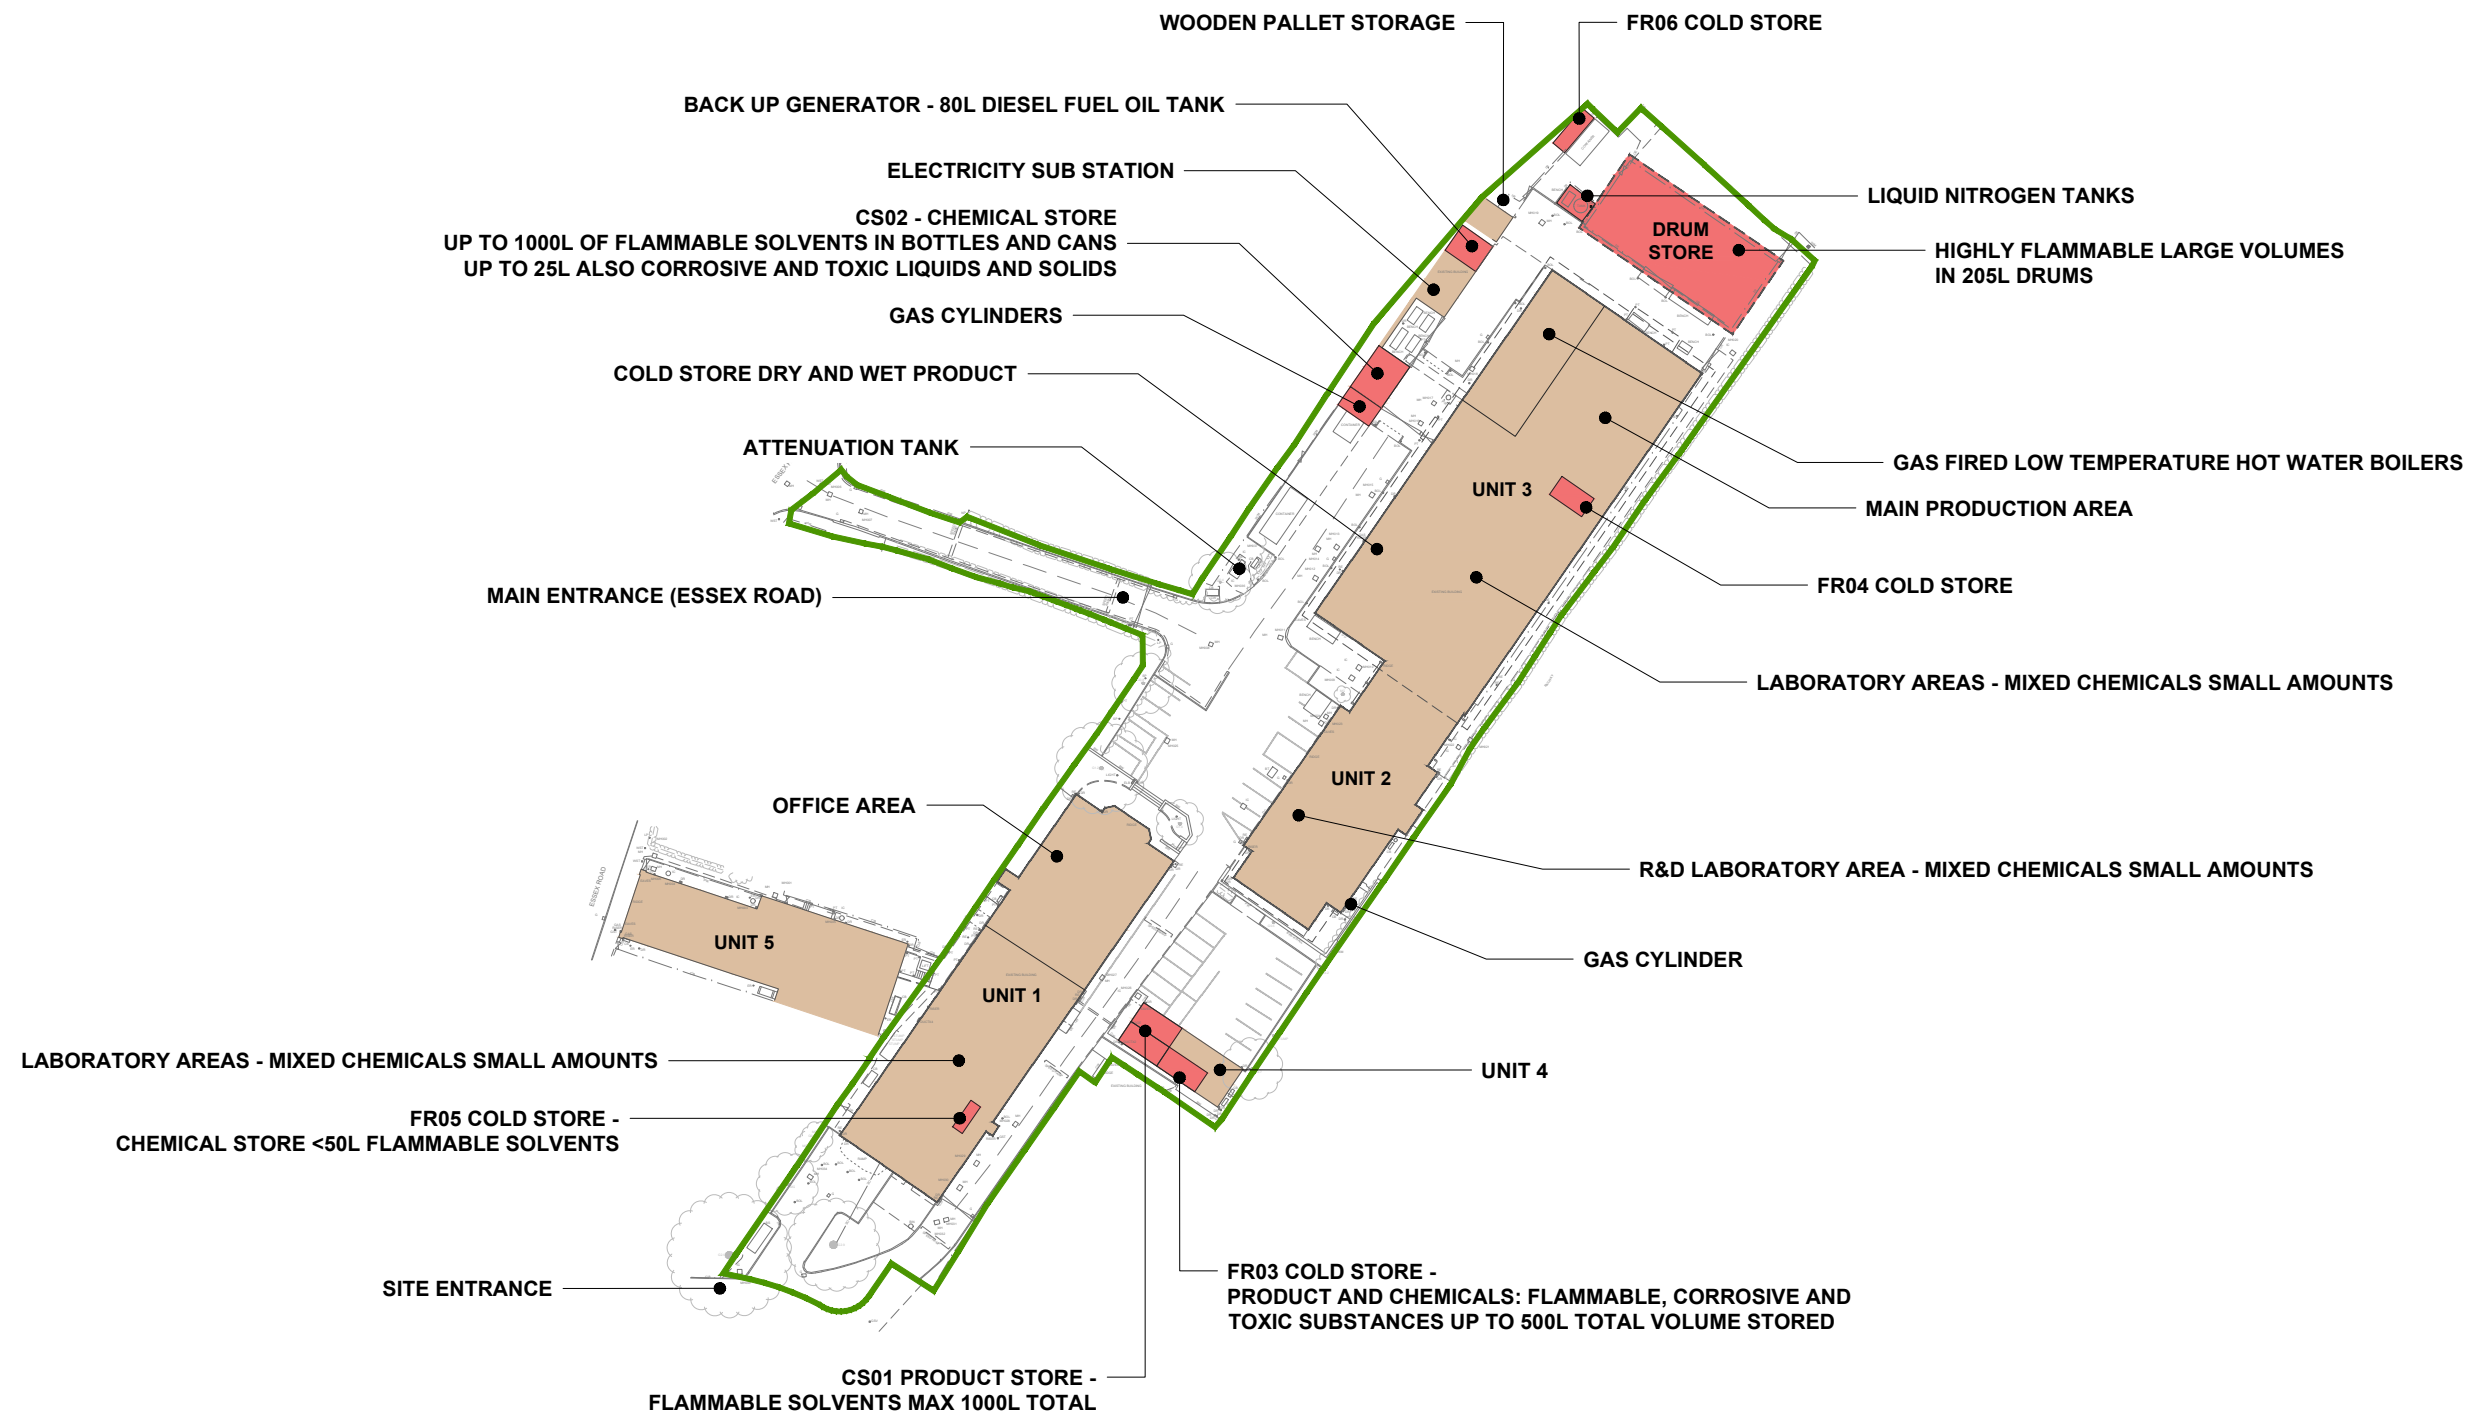 WOODEN PALLET STORAGE
FR06 COLD STORE
BACK UP GENERATOR - 80L DIESEL FUEL OIL TANK
ELECTRICITY SUB STATION
LIQUID NITROGEN TANKS
CS02 - CHEMICAL STORE
UP TO 1000L OF FLAMMABLE SOLVENTS IN BOTTLES AND CANS
UP TO 25L ALSO CORROSIVE AND TOXIC LIQUIDS AND SOLIDS
DRUM
STORE
HIGHLY FLAMMABLE LARGE VOLUMES
IN 205L DRUMS
GAS CYLINDERS
COLD STORE DRY AND WET PRODUCT
ATTENUATION TANK
GAS FIRED LOW TEMPERATURE HOT WATER BOILERS
UNIT 3
MAIN PRODUCTION AREA
MAIN ENTRANCE (ESSEX ROAD)
FR04 COLD STORE
LABORATORY AREAS - MIXED CHEMICALS SMALL AMOUNTS
UNIT 2
OFFICE AREA
R&D LABORATORY AREA - MIXED CHEMICALS SMALL AMOUNTS
ESSEX ROAD
UNIT 5
GAS CYLINDER
UNIT 1
LABORATORY AREAS - MIXED CHEMICALS SMALL AMOUNTS
UNIT 4
FR05 COLD STORE -
CHEMICAL STORE <50L FLAMMABLE SOLVENTS
SITE ENTRANCE
FR03 COLD STORE -
PRODUCT AND CHEMICALS: FLAMMABLE, CORROSIVE AND
TOXIC SUBSTANCES UP TO 500L TOTAL VOLUME STORED
CS01 PRODUCT STORE -
FLAMMABLE SOLVENTS MAX 1000L TOTAL